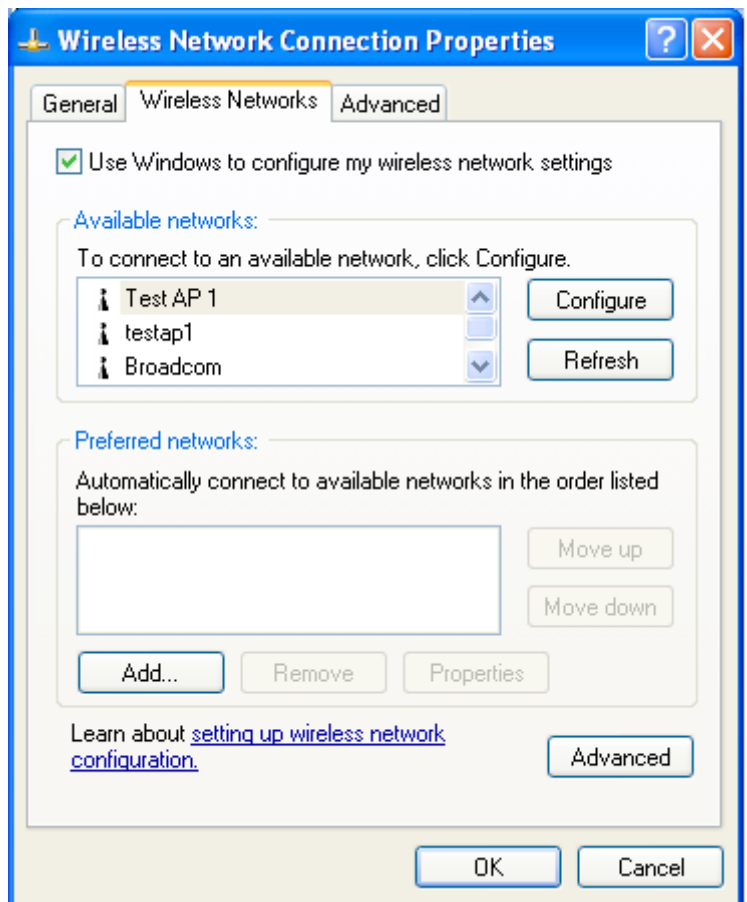 Wireless Network Connection Properties
General Wireless Networks Advanced
Use Windows to configure my wireless network settings
Available networks:
To connect to an available network, click Configure.
Test AP 1
testap1
Broadcom
Configure
Refresh
Preferred networks:
Automatically connect to available networks in the order listed
below:
Move up
Move down
Add... Remove Properties
Learn about setting up wireless network
configuration.
Advanced
OK Cancel